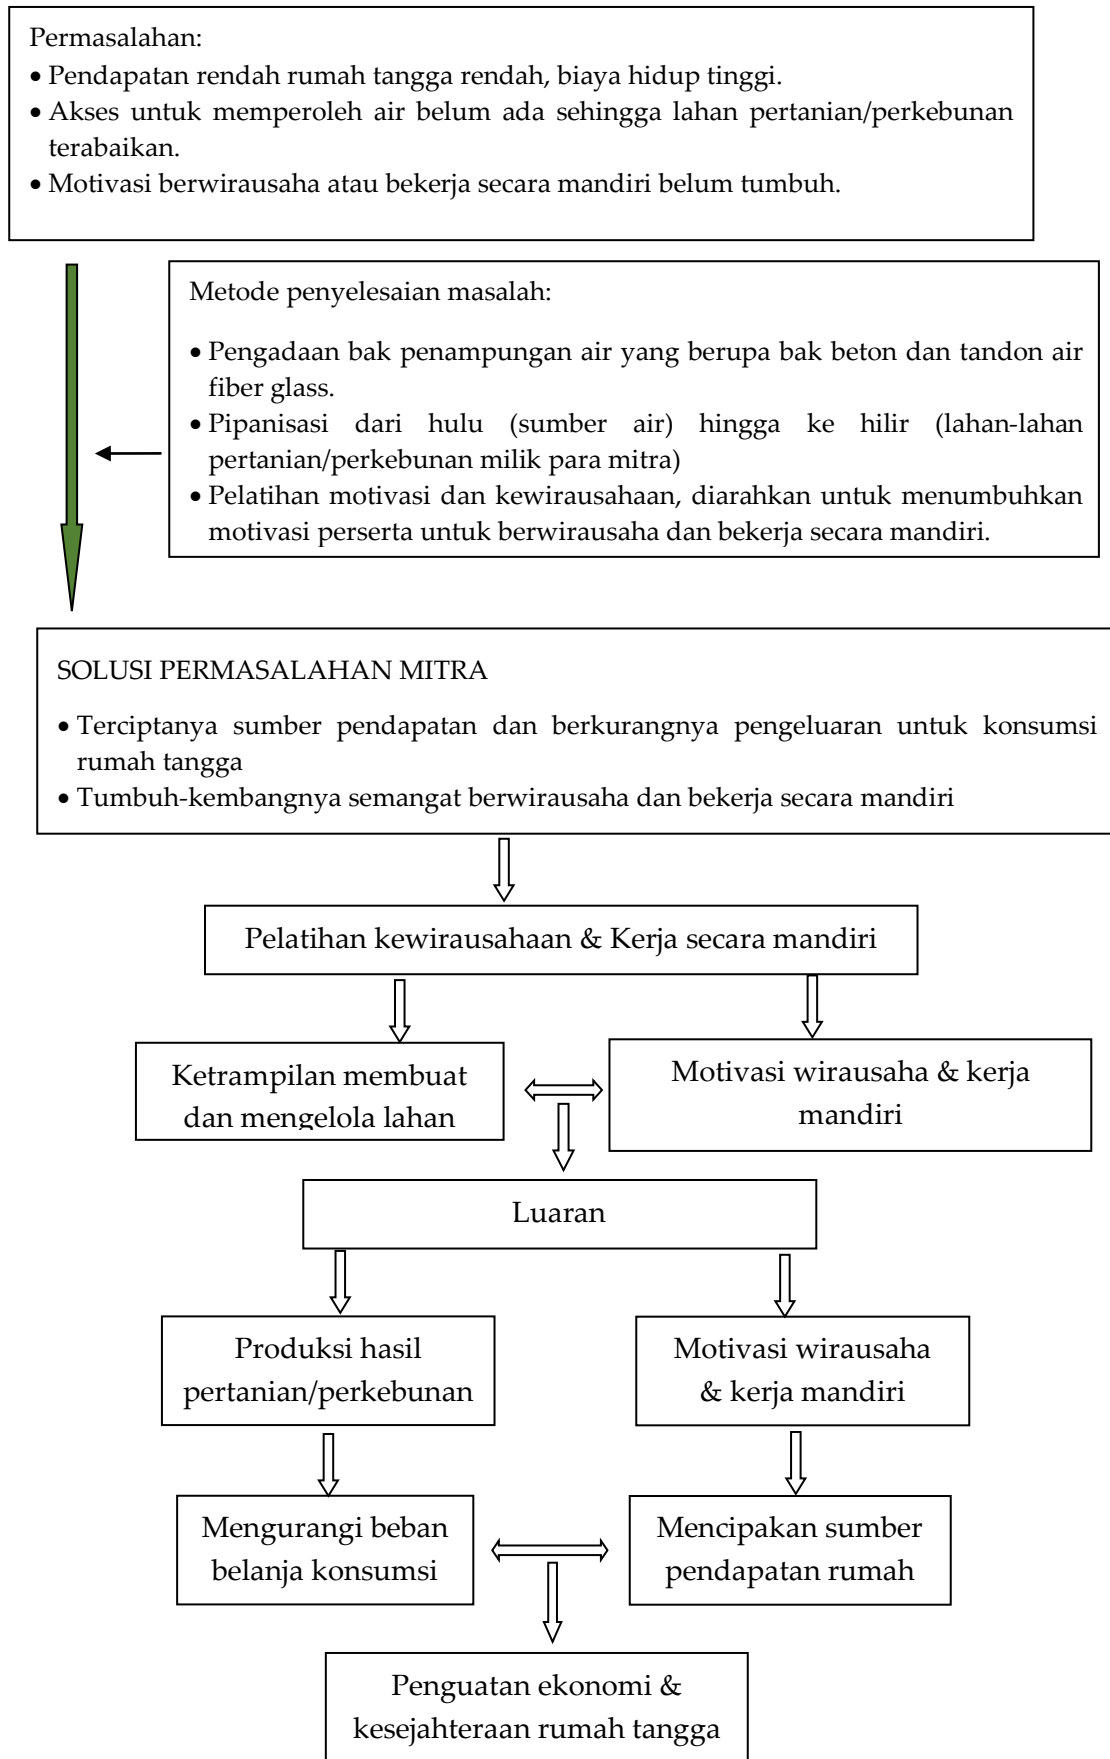 Permasalahan:
• Pendapatan rendah rumah tangga rendah, biaya hidup tinggi.
• Akses untuk memperoleh air belum ada sehingga lahan pertanian/perkebunan
terabaikan.
• Motivasi berwirausaha atau bekerja secara mandiri belum tumbuh.
Metode penyelesaian masalah:
• Pengadaan bak penampungan air yang berupa bak beton dan tandon air
fiber glass.
• Pipanisasi dari hulu (sumber air) hingga ke hilir (lahan-lahan
pertanian/perkebunan milik para mitra)
• Pelatihan motivasi dan kewirausahaan, diarahkan untuk menumbuhkan
motivasi perserta untuk berwirausaha dan bekerja secara mandiri.
SOLUSI PERMASALAHAN MITRA
• Terciptanya sumber pendapatan dan berkurangnya pengeluaran untuk konsumsi
rumah tangga
• Tumbuh-kembangnya semangat berwirausaha dan bekerja secara mandiri
Pelatihan kewirausahaan & Kerja secara mandiri
Ketrampilan membuat
dan mengelola lahan
Motivasi wirausaha & kerja
mandiri
Luaran
Produksi hasil
pertanian/perkebunan
Motivasi wirausaha
& kerja mandiri
Mengurangi beban
belanja konsumsi
Mencipakan sumber
pendapatan rumah
Penguatan ekonomi &
kesejahteraan rumah tangga